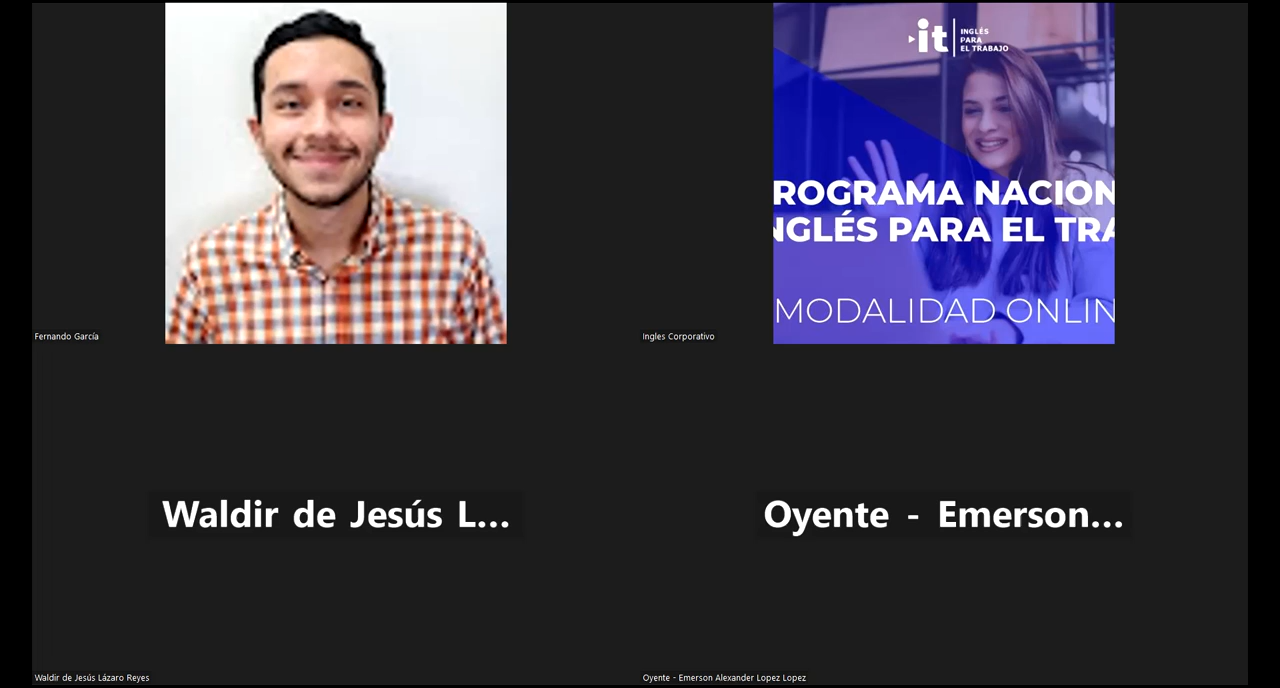 it
INGLÉS
PARA
EL TRABAJO
ROGRAMA NACION
NGLÉS PARA EL TRA
MODALIDAD ONLIN
Fernando García
Ingles Corporativo
Waldir de Jesús L...
Oyente - Emerson...
Waldir de Jesús Lázaro Reyes
Oyente - Emerson Alexander Lopez Lopez